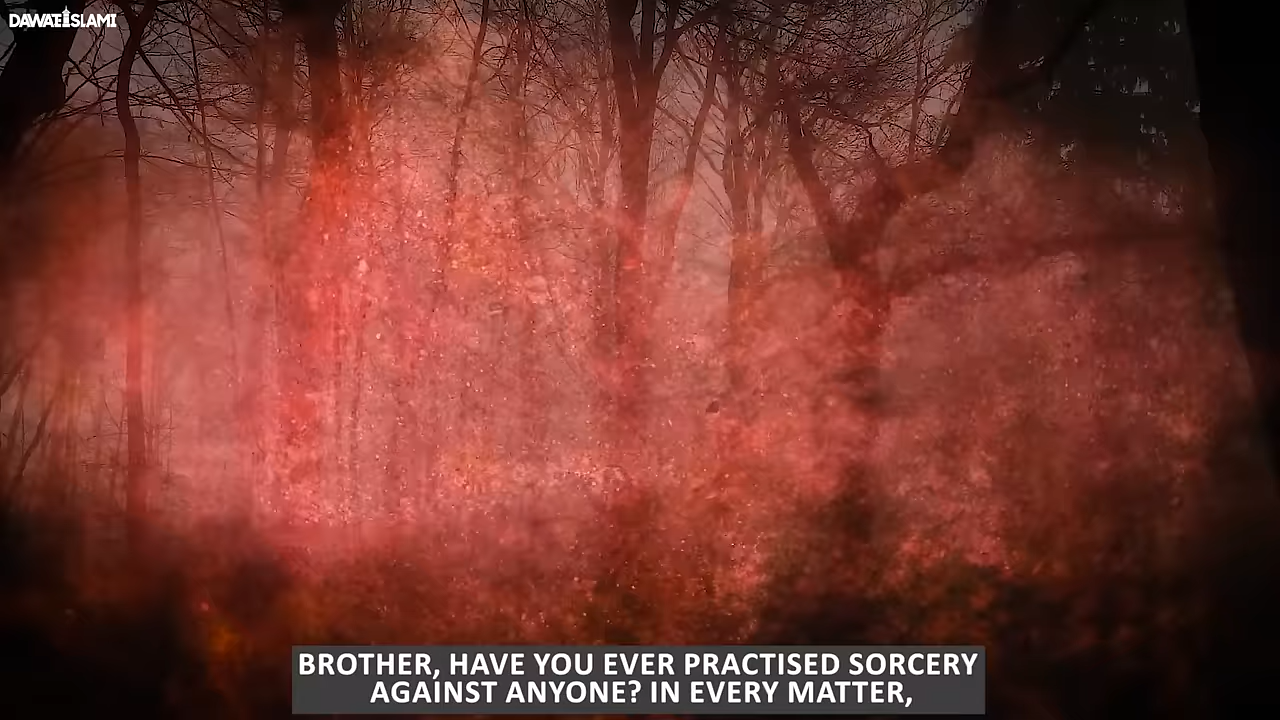 DAWATEISLAMI
BROTHER, HAVE YOU EVER PRACTISED SORCERY
AGAINST ANYONE? IN EVERY MATTER,